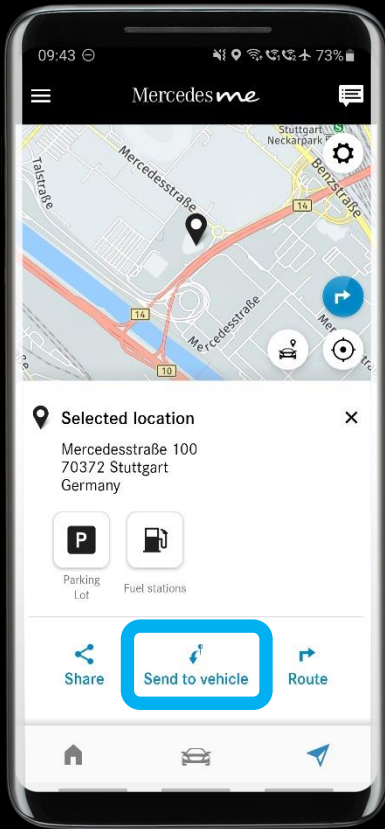 09:43
73%
Mercedes me
Stuttgart S
Neckarpark
Talstraße
Mercedesstraße
Benzstraße
14
14
Mercedesstraße
10
Selected location
Mercedesstraße 100
70372 Stuttgart
Germany
P
Parking
Lot
Fuel stations
Share
Send to vehicle
Route